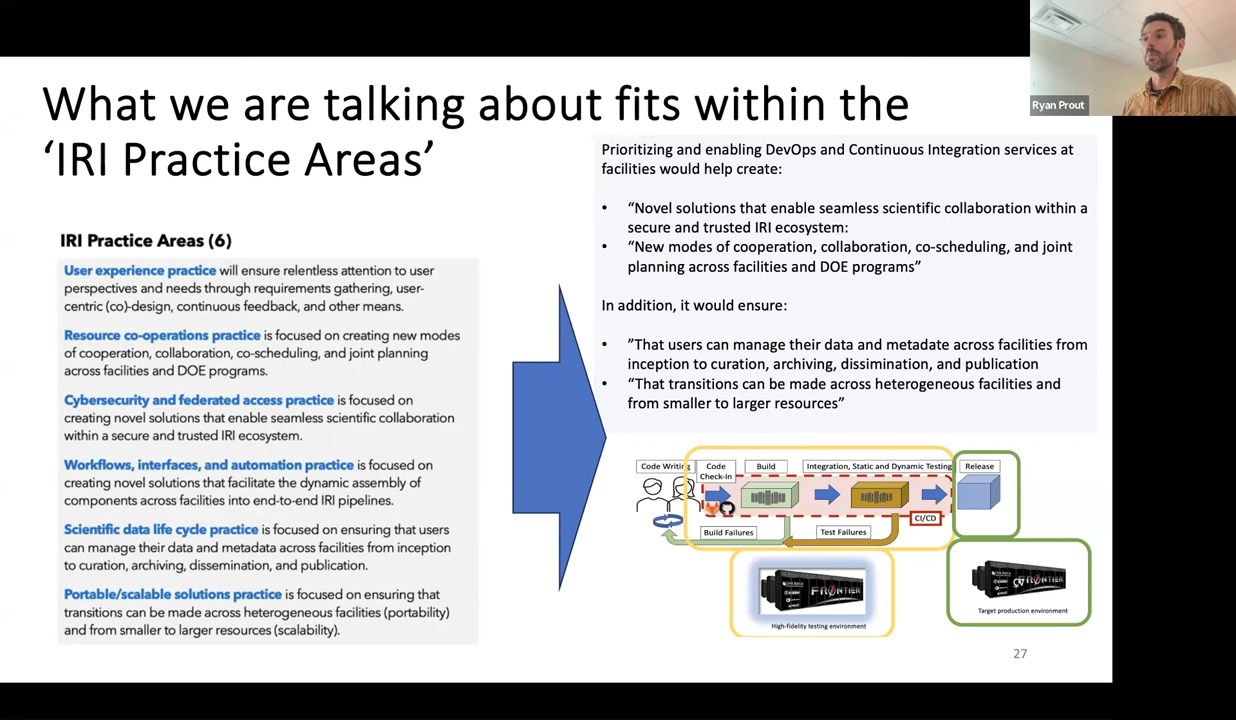 What we are talking about fits within the
‘IRI Practice Areas’
Ryan Prout
IRI Practice Areas (6)
User experience practice will ensure relentless attention to user
perspectives and needs through requirements gathering, user-
centric (co)-design, continuous feedback, and other means.
Resource co-operations practice is focused on creating new modes
of cooperation, collaboration, co-scheduling, and joint planning
across facilities and DOE programs.
Cybersecurity and federated access practice is focused on
creating novel solutions that enable seamless scientific collaboration
within a secure and trusted IRI ecosystem.
Workflows, interfaces, and automation practice is focused on
creating novel solutions that facilitate the dynamic assembly of
components across facilities into end-to-end IRI pipelines.
Scientific data life cycle practice is focused on ensuring that users
can manage their data and metadata across facilities from inception
to curation, archiving, dissemination, and publication.
Portable/scalable solutions practice is focused on ensuring that
transitions can be made across heterogeneous facilities (portability)
and from smaller to larger resources (scalability).
Prioritizing and enabling DevOps and Continuous Integration services at
facilities would help create:
• “Novel solutions that enable seamless scientific collaboration within a
secure and trusted IRI ecosystem:
• “New modes of cooperation, collaboration, co-scheduling, and joint
planning across facilities and DOE programs”
In addition, it would ensure:
• ”That users can manage their data and metadate across facilities from
inception to curation, archiving, dissimination, and publication
• “That transitions can be made across heterogeneous facilities and
from smaller to larger resources”
Code Writing
Code
Check-In
Build
Integration, Static and Dynamic Testing
Release
CI/CD
Build Failures
Test Failures
FRONTIER
High-fidelity testing environment
FRONTIER
Target production environment
27